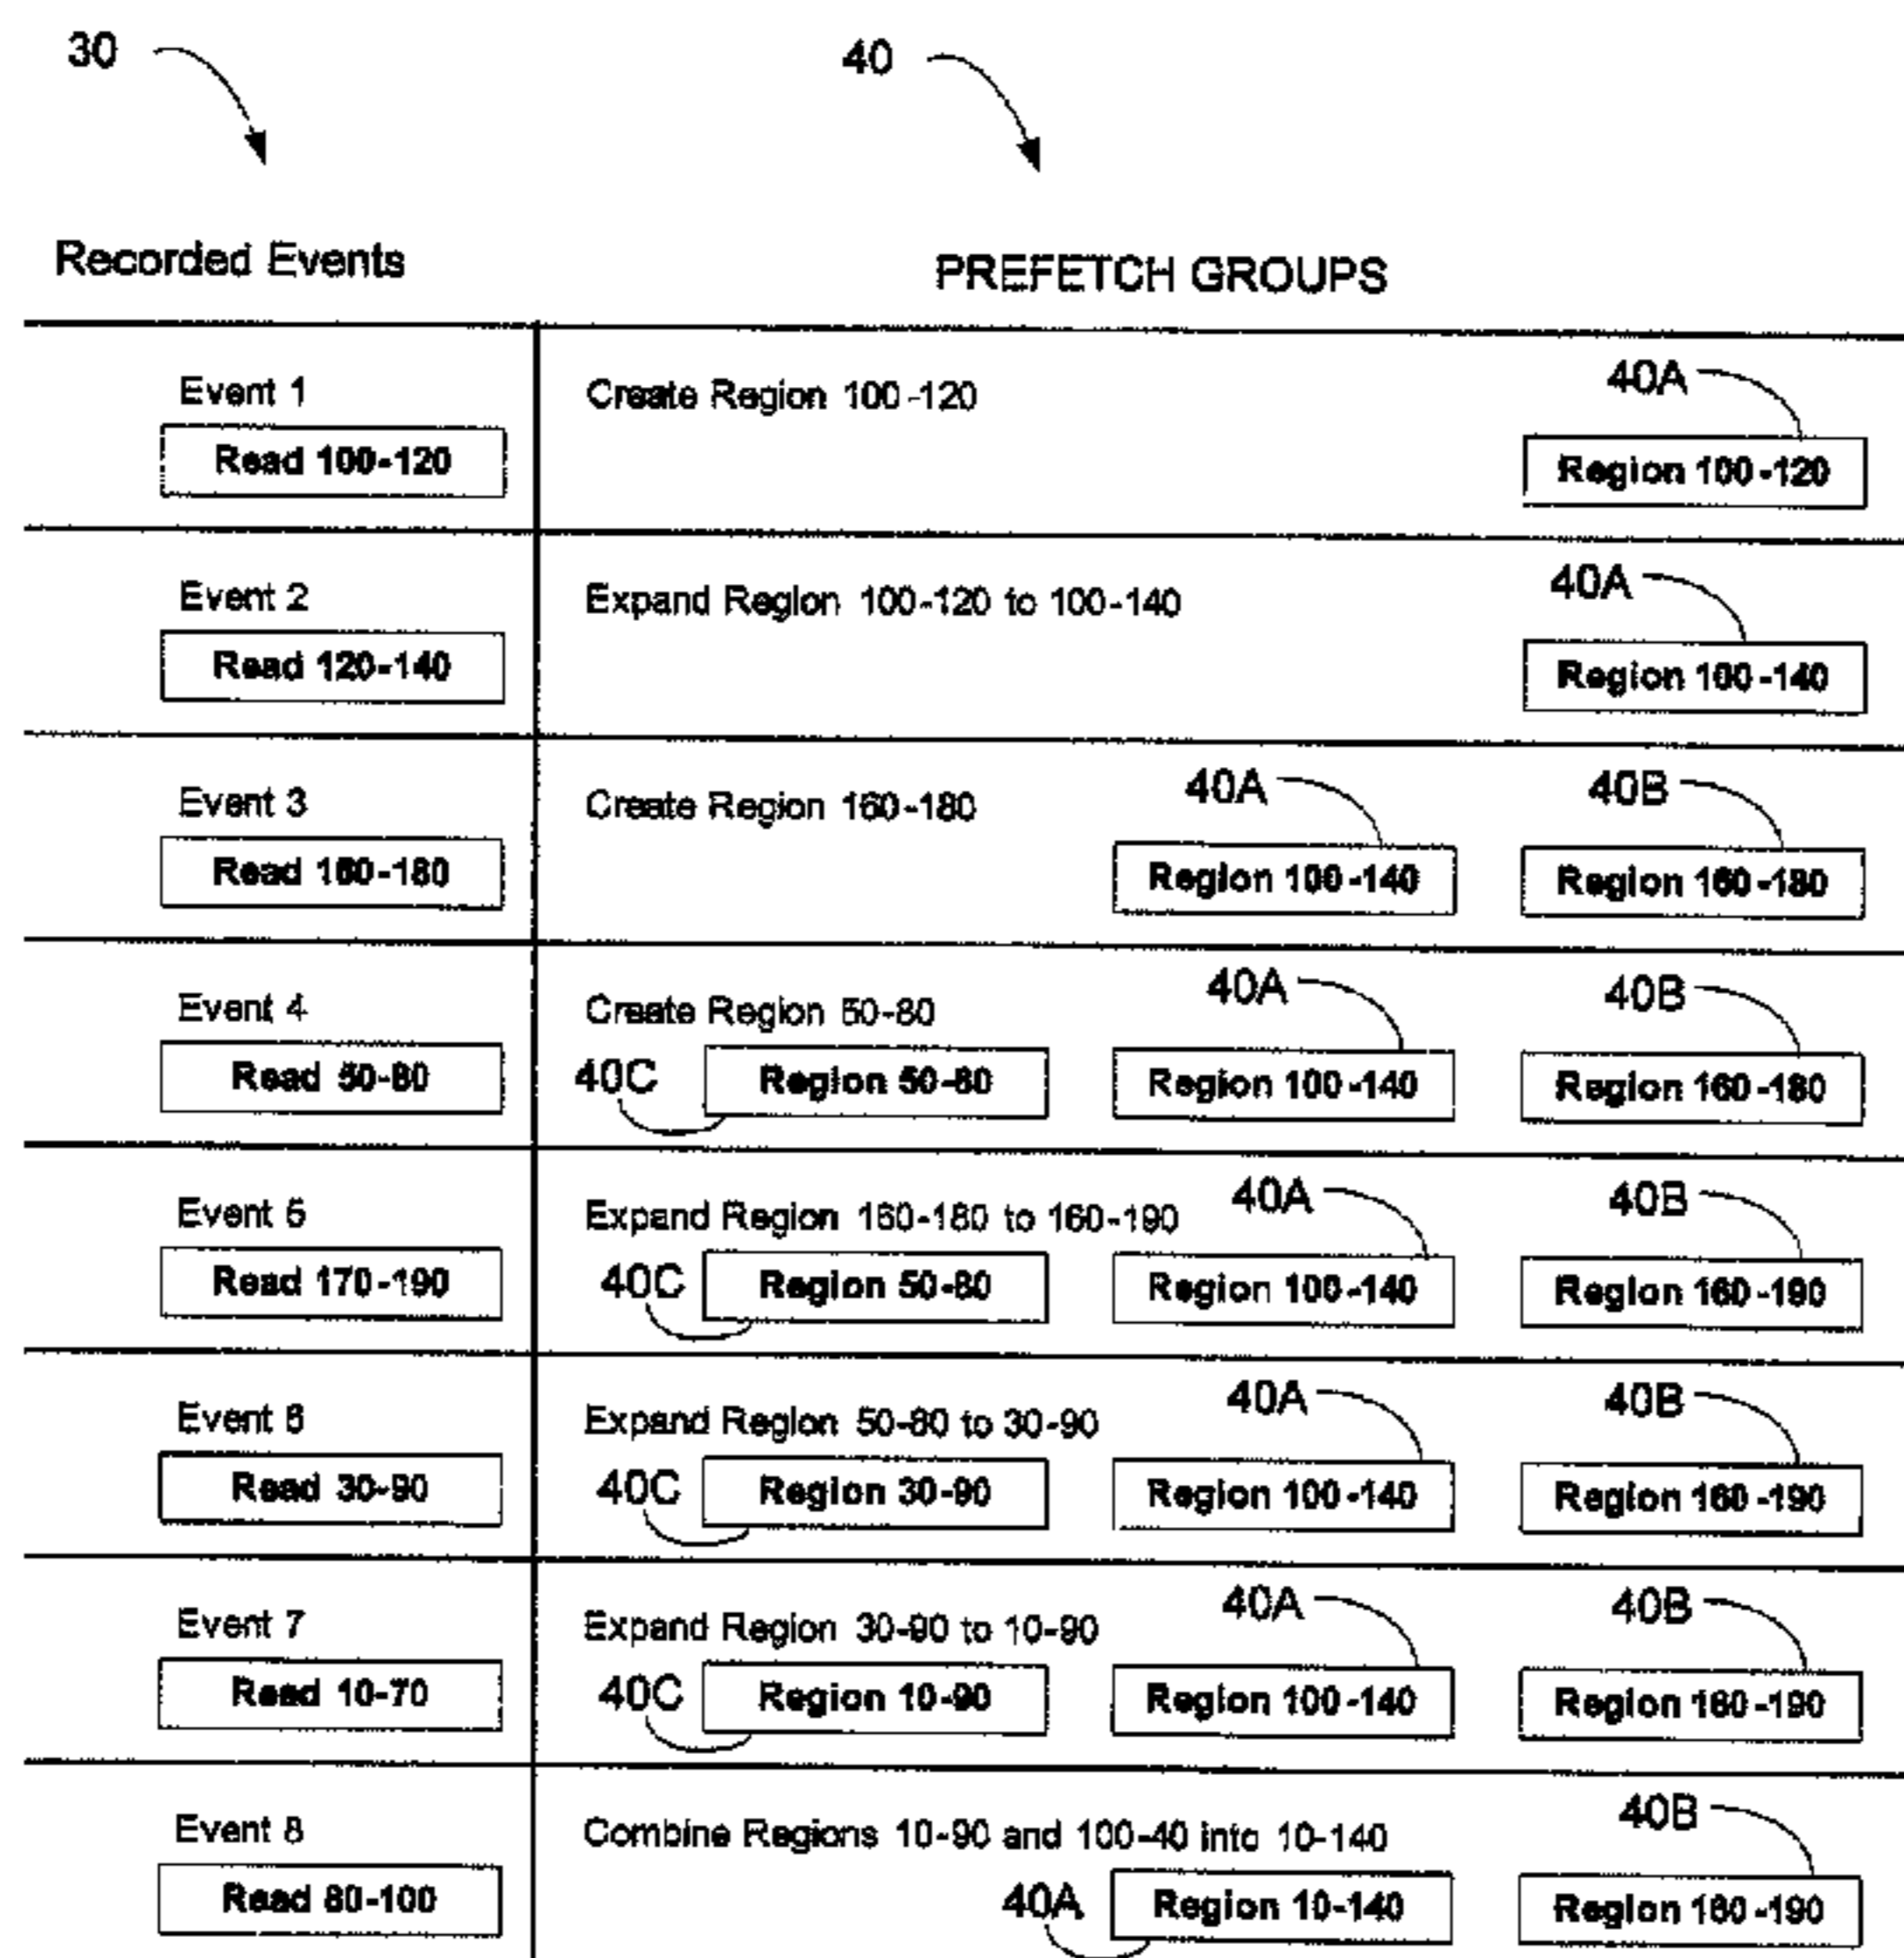 30
40
Recorded Events
PREFETCH GROUPS
Event 1
Create Region 100-120
40A
Read 100-120
Region 100-120
Event 2
Expand Region 100-120 to 100-140
40A
Read 120-140
Region 100-140
Event 3
Create Region 160-180
40A
40B
Read 160-180
Region 100-140
Region 160-180
Event 4
Create Region 50-80
40A
40B
Read 50-80
40C
Region 50-80
Region 100-140
Region 160-180
Event 5
Expand Region 160-180 to 160-190
40A
40B
Read 170-190
40C
Region 50-80
Region 100-140
Region 160-190
Event 6
Expand Region 50-80 to 30-90
40A
40B
Read 30-90
40C
Region 30-90
Region 100-140
Region 160-190
Event 7
Expand Region 30-90 to 10-90
40A
40B
Read 10-70
40C
Region 10-90
Region 100-140
Region 160-190
Event 8
Combine Regions 10-90 and 100-40 into 10-140
40B
Read 80-100
40A
Region 10-140
Region 160-190